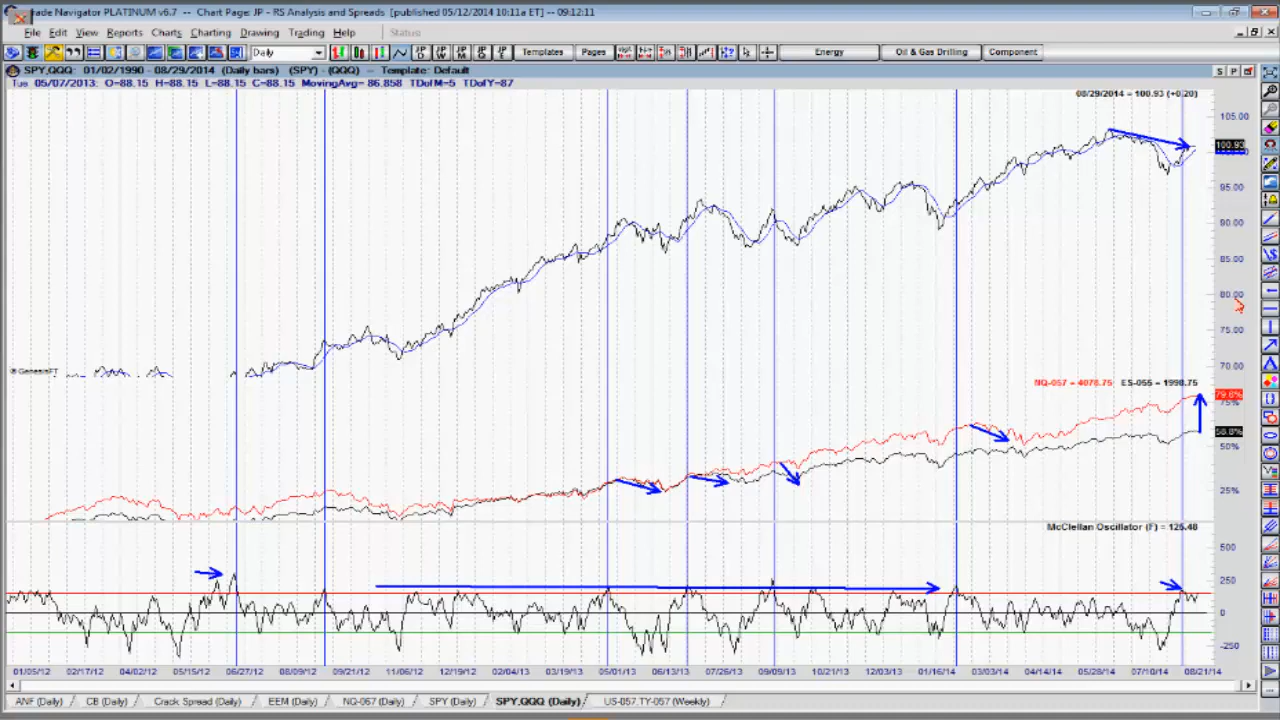 rade Navigator PLATINUM v6.7 -- Chart Page: JP - RS Analysis and Spreads [published 05/12/2014 10:11a ET] -- 09:12:11
File Edit View Reports Charts Charting Drawing Trading Help Status
Daily Templates Pages Energy Oil & Gas Drilling Component
SPY,QQQ: 01/02/1990 - 08/29/2014 (Daily bars) (SPY) - (QQQ) -- Template: Default S P
Tue 05/07/2013: O=88.15 H=88.15 L=88.15 C=88.15 MovingAvg= 86.858 TDofM=5 TDofY=87
08/29/2014 = 100.93 (+0.20)
105.00
100.93
95.00
90.00
85.00
80.00
75.00
70.00
© GenesisFT
NQ-057 = 4078.75 ES-055 = 1998.75
79.6%
75%
58.8%
50%
25%
McClellan Oscillator (F) = 125.48
500
250
0
-250
01/05/12 02/17/12 04/02/12 05/15/12 06/27/12 08/09/12 09/21/12 11/06/12 12/19/12 02/04/13 03/19/13 05/01/13 06/13/13 07/26/13 09/09/13 10/21/13 12/03/13 01/16/14 03/03/14 04/14/14 05/28/14 07/10/14 08/21/14
ANF (Daily) CB (Daily) Crack Spread (Daily) EEM (Daily) NQ-067 (Daily) SPY (Daily) SPY,QQQ (Daily) US-057,TY-057 (Weekly)